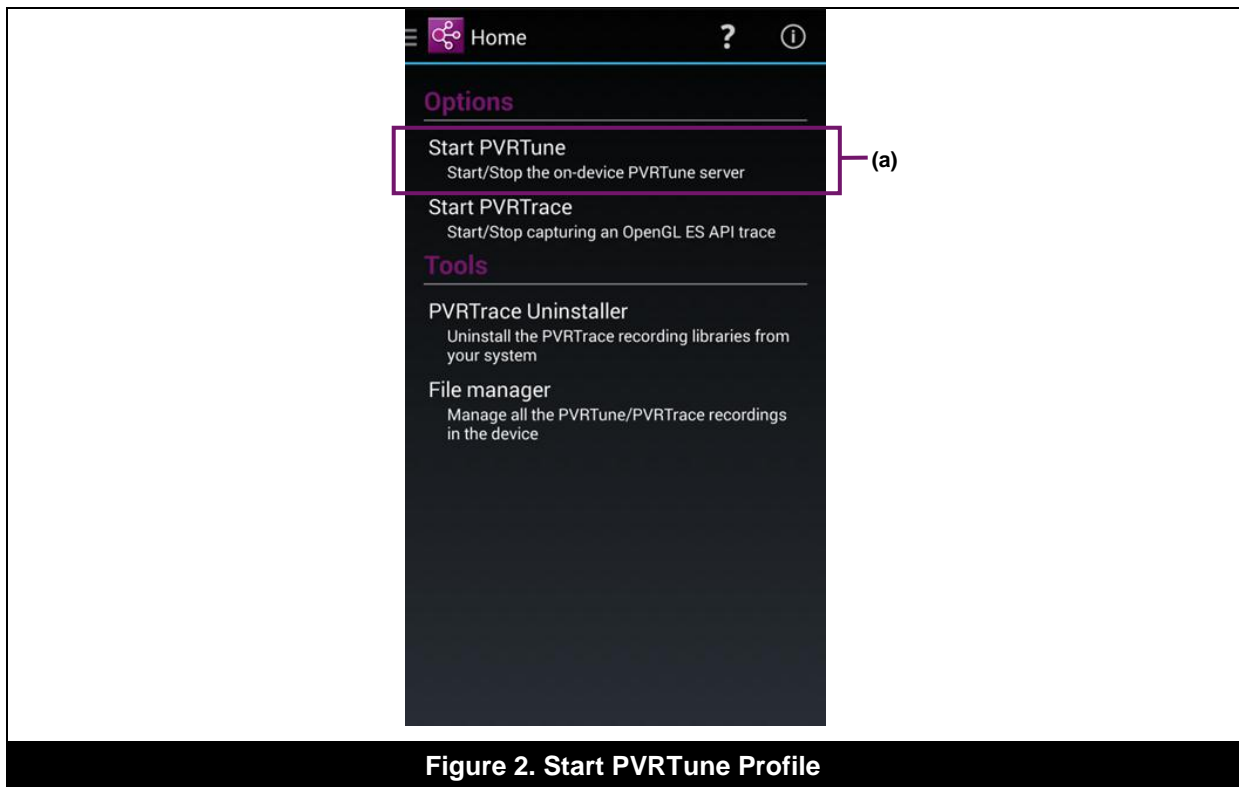 Home
?
Options
Start PVRTune
Start/Stop the on-device PVRTune server
(a)
Start PVRTrace
Start/Stop capturing an OpenGL ES API trace
Tools
PVRTrace Uninstaller
Uninstall the PVRTrace recording libraries from
your system
File manager
Manage all the PVRTune/PVRTrace recordings
in the device
Figure 2. Start PVRTune Profile